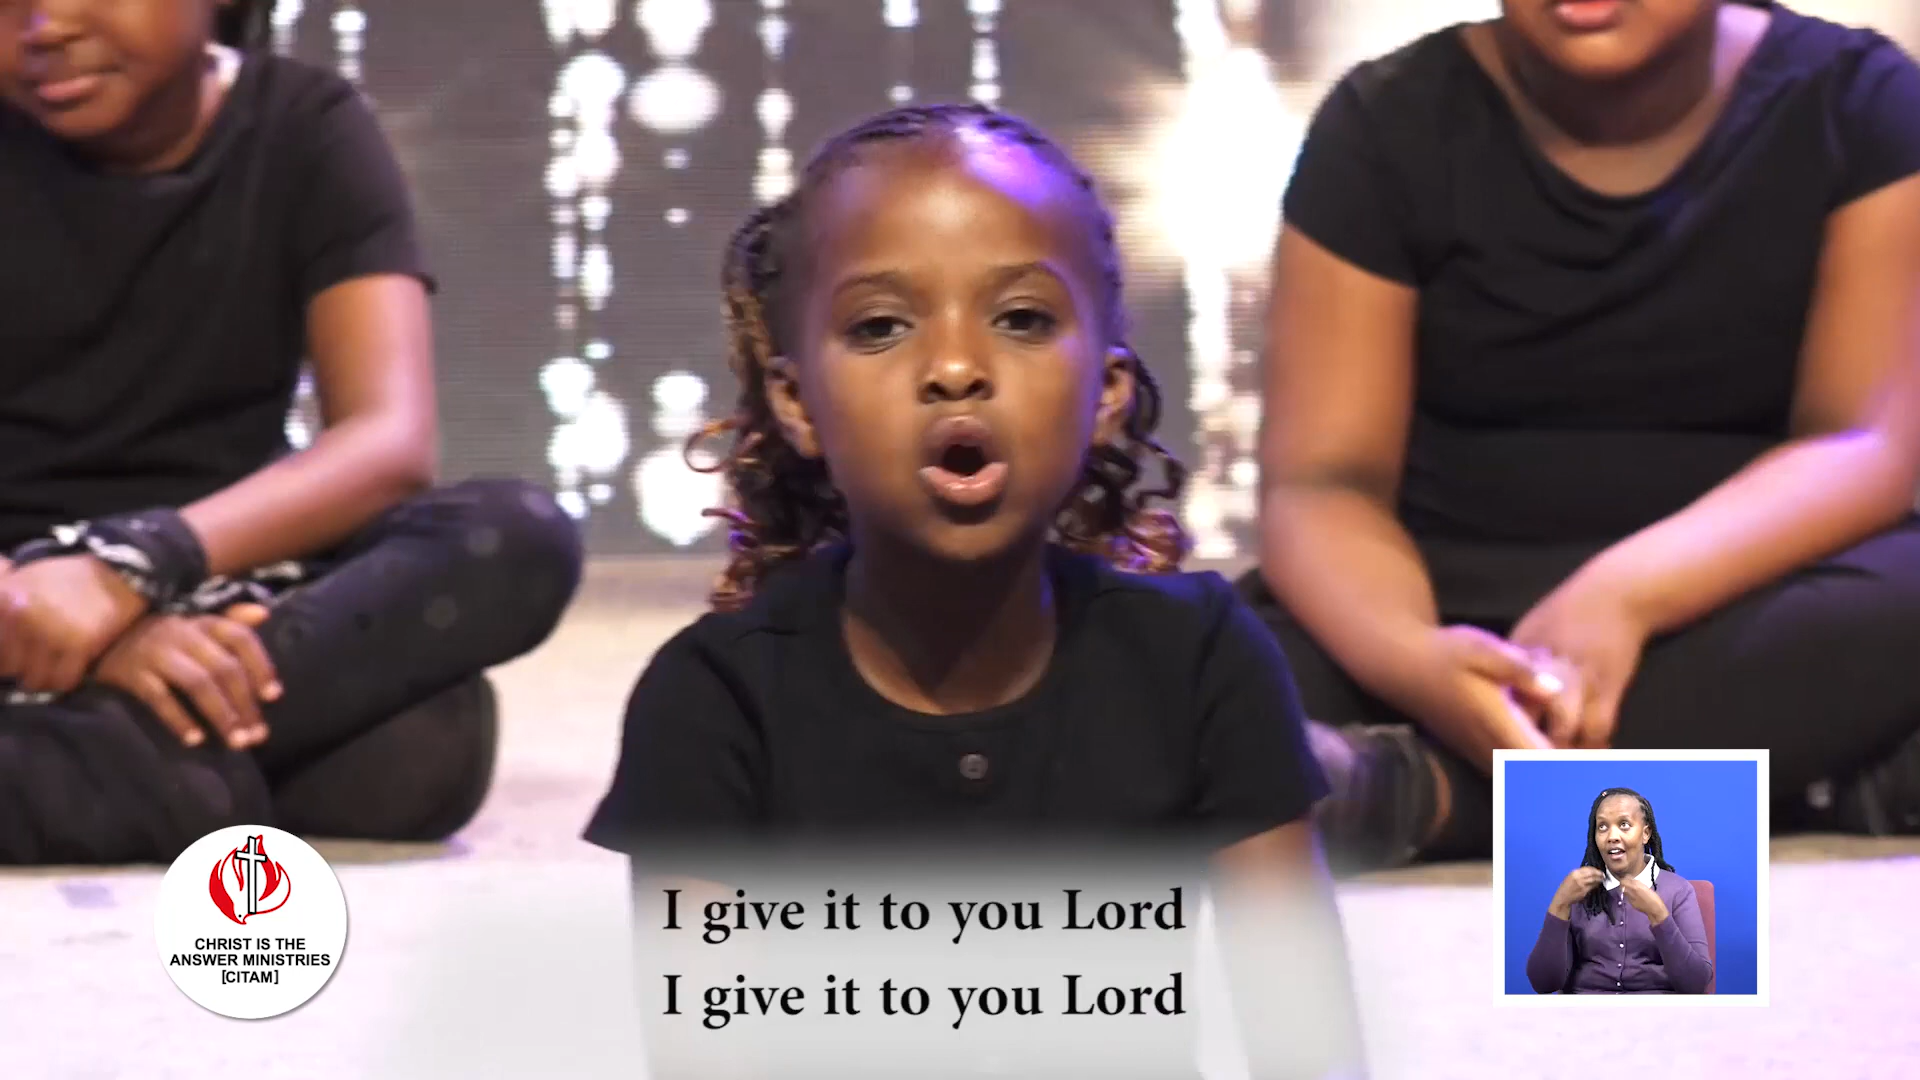 CHRIST IS THE
ANSWER MINISTRIES
[CITAM]
I give it to you Lord
I give it to you Lord